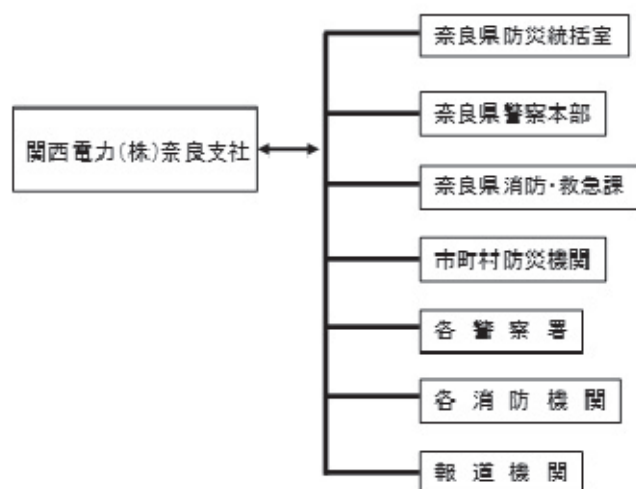 奈良県防災統括室
奈良県警察本部
関西電力(株)奈良支社
奈良県消防・救急課
市町村防災機関
各警察署
各消防機関
報道機関